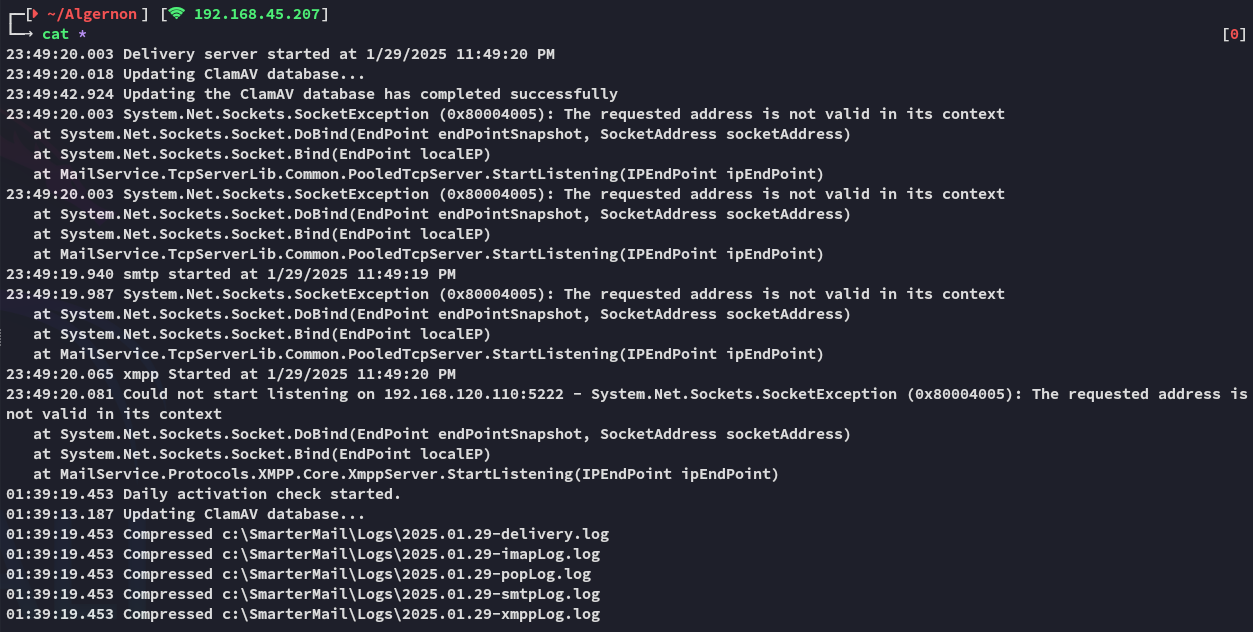 [~/Algernon] [192.168.45.207]
cat * [0]
23:49:20.003 Delivery server started at 1/29/2025 11:49:20 PM
23:49:20.018 Updating ClamAV database...
23:49:42.924 Updating the ClamAV database has completed successfully
23:49:20.003 System.Net.Sockets.SocketException (0x80004005): The requested address is not valid in its context
   at System.Net.Sockets.Socket.DoBind(EndPoint endPointSnapshot, SocketAddress socketAddress)
   at System.Net.Sockets.Socket.Bind(EndPoint localEP)
   at MailService.TcpServerLib.Common.PooledTcpServer.StartListening(IPEndPoint ipEndPoint)
23:49:20.003 System.Net.Sockets.SocketException (0x80004005): The requested address is not valid in its context
   at System.Net.Sockets.Socket.DoBind(EndPoint endPointSnapshot, SocketAddress socketAddress)
   at System.Net.Sockets.Socket.Bind(EndPoint localEP)
   at MailService.TcpServerLib.Common.PooledTcpServer.StartListening(IPEndPoint ipEndPoint)
23:49:19.940 smtp started at 1/29/2025 11:49:19 PM
23:49:19.987 System.Net.Sockets.SocketException (0x80004005): The requested address is not valid in its context
   at System.Net.Sockets.Socket.DoBind(EndPoint endPointSnapshot, SocketAddress socketAddress)
   at System.Net.Sockets.Socket.Bind(EndPoint localEP)
   at MailService.TcpServerLib.Common.PooledTcpServer.StartListening(IPEndPoint ipEndPoint)
23:49:20.065 xmpp Started at 1/29/2025 11:49:20 PM
23:49:20.081 Could not start listening on 192.168.120.110:5222 - System.Net.Sockets.SocketException (0x80004005): The requested address is
not valid in its context
   at System.Net.Sockets.Socket.DoBind(EndPoint endPointSnapshot, SocketAddress socketAddress)
   at System.Net.Sockets.Socket.Bind(EndPoint localEP)
   at MailService.Protocols.XMPP.Core.XmppServer.StartListening(IPEndPoint ipEndPoint)
01:39:19.453 Daily activation check started.
01:39:13.187 Updating ClamAV database...
01:39:19.453 Compressed c:\SmarterMail\Logs\2025.01.29-delivery.log
01:39:19.453 Compressed c:\SmarterMail\Logs\2025.01.29-imapLog.log
01:39:19.453 Compressed c:\SmarterMail\Logs\2025.01.29-popLog.log
01:39:19.453 Compressed c:\SmarterMail\Logs\2025.01.29-smtpLog.log
01:39:19.453 Compressed c:\SmarterMail\Logs\2025.01.29-xmppLog.log